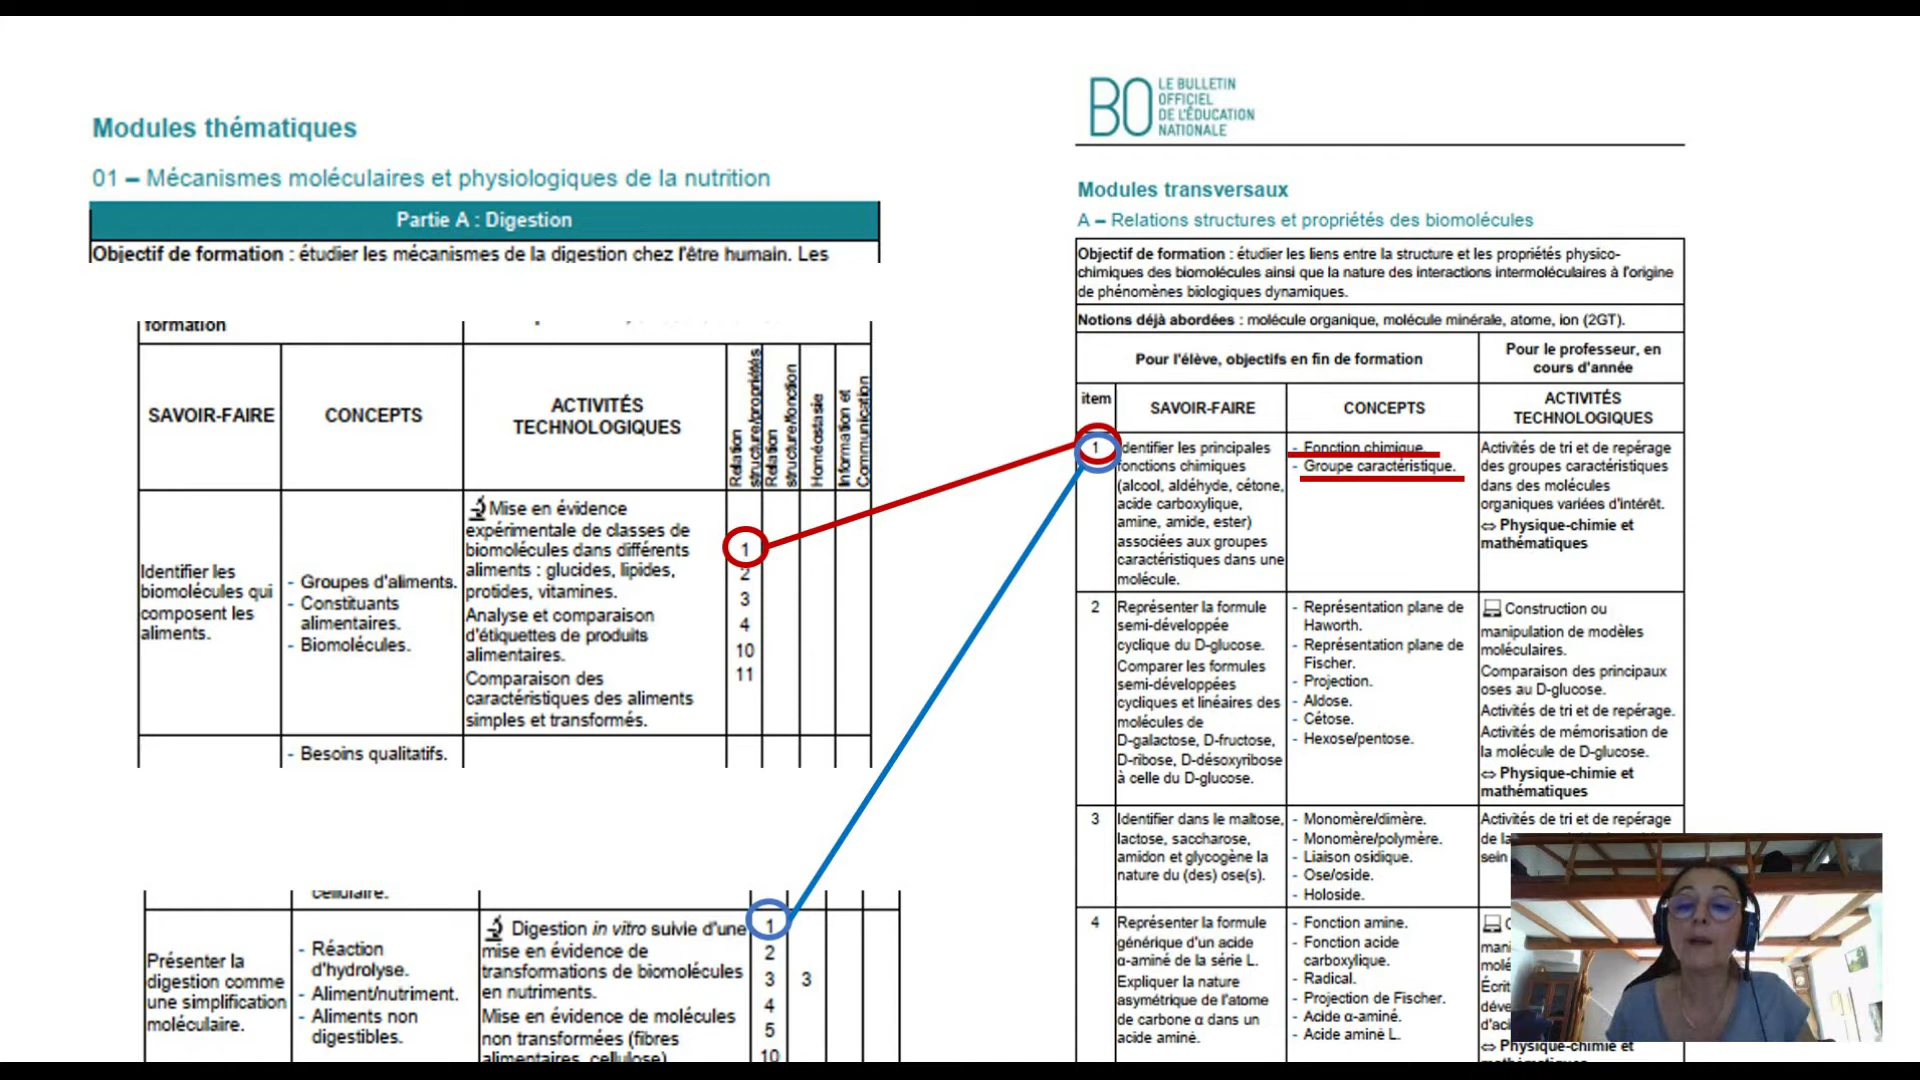 Modules thématiques
01 – Mécanismes moléculaires et physiologiques de la nutrition
Partie A : Digestion
Objectif de formation : étudier les mécanismes de la digestion chez l'être humain. Les
formation
SAVOIR-FAIRE
CONCEPTS
ACTIVITÉS
TECHNOLOGIQUES
Relation
structure/propriétés
Relation
structure/fonction
Homéostasie
Information et
Communication
Identifier les
biomolécules qui
composent les
aliments.
- Groupes d'aliments.
- Constituants
alimentaires.
- Biomolécules.
Mise en évidence
expérimentale de classes de
biomolécules dans différents
aliments : glucides, lipides,
protides, vitamines.
Analyse et comparaison
d'étiquettes de produits
alimentaires.
Comparaison des
caractéristiques des aliments
simples et transformés.
1
2
3
4
10
11
- Besoins qualitatifs.
cellulaire.
Présenter la
digestion comme
une simplification
moléculaire.
- Réaction
d'hydrolyse.
- Aliment/nutriment.
- Aliments non
digestibles.
Digestion in vitro suivie d'une
mise en évidence de
transformations de biomolécules
en nutriments.
Mise en évidence de molécules
non transformées (fibres
alimentaires, cellulose)
1
2
3 3
4
5
10
BO LE BULLETIN
OFFICIEL
DE L'ÉDUCATION
NATIONALE
Modules transversaux
A – Relations structures et propriétés des biomolécules
Objectif de formation : étudier les liens entre la structure et les propriétés physico-
chimiques des biomolécules ainsi que la nature des interactions intermoléculaires à l'origine
de phénomènes biologiques dynamiques.
Notions déjà abordées : molécule organique, molécule minérale, atome, ion (2GT).
Pour l'élève, objectifs en fin de formation
Pour le professeur, en
cours d'année
item
SAVOIR-FAIRE
CONCEPTS
ACTIVITÉS
TECHNOLOGIQUES
1
Identifier les principales
fonctions chimiques
(alcool, aldéhyde, cétone,
acide carboxylique,
amine, amide, ester)
associées aux groupes
caractéristiques dans une
molécule.
- Fonction chimique.
- Groupe caractéristique.
Activités de tri et de repérage
des groupes caractéristiques
dans des molécules
organiques variées d'intérêt.
⇔ Physique-chimie et
mathématiques
2
Représenter la formule
semi-développée
cyclique du D-glucose.
Comparer les formules
semi-développées
cycliques et linéaires des
molécules de
D-galactose, D-fructose,
D-ribose, D-désoxyribose
à celle du D-glucose.
- Représentation plane de
Haworth.
- Représentation plane de
Fischer.
- Projection.
- Aldose.
- Cétose.
- Hexose/pentose.
Construction ou
manipulation de modèles
moléculaires.
Comparaison des principaux
oses au D-glucose.
Activités de tri et de repérage.
Activités de mémorisation de
la molécule de D-glucose.
⇔ Physique-chimie et
mathématiques
3
Identifier dans le maltose,
lactose, saccharose,
amidon et glycogène la
nature du (des) ose(s).
- Monomère/dimère.
- Monomère/polymère.
- Liaison osidique.
- Ose/oside.
- Holoside.
Activités de tri et de repérage
de la
sein
4
Représenter la formule
générique d'un acide
α-aminé de la série L.
Expliquer la nature
asymétrique de l'atome
de carbone α dans un
acide aminé.
- Fonction amine.
- Fonction acide
carboxylique.
- Radical.
- Projection de Fischer.
- Acide α-aminé.
- Acide aminé L.
mani
molé
Écrit
déve
d'aci
⇔ Physique-chimie et